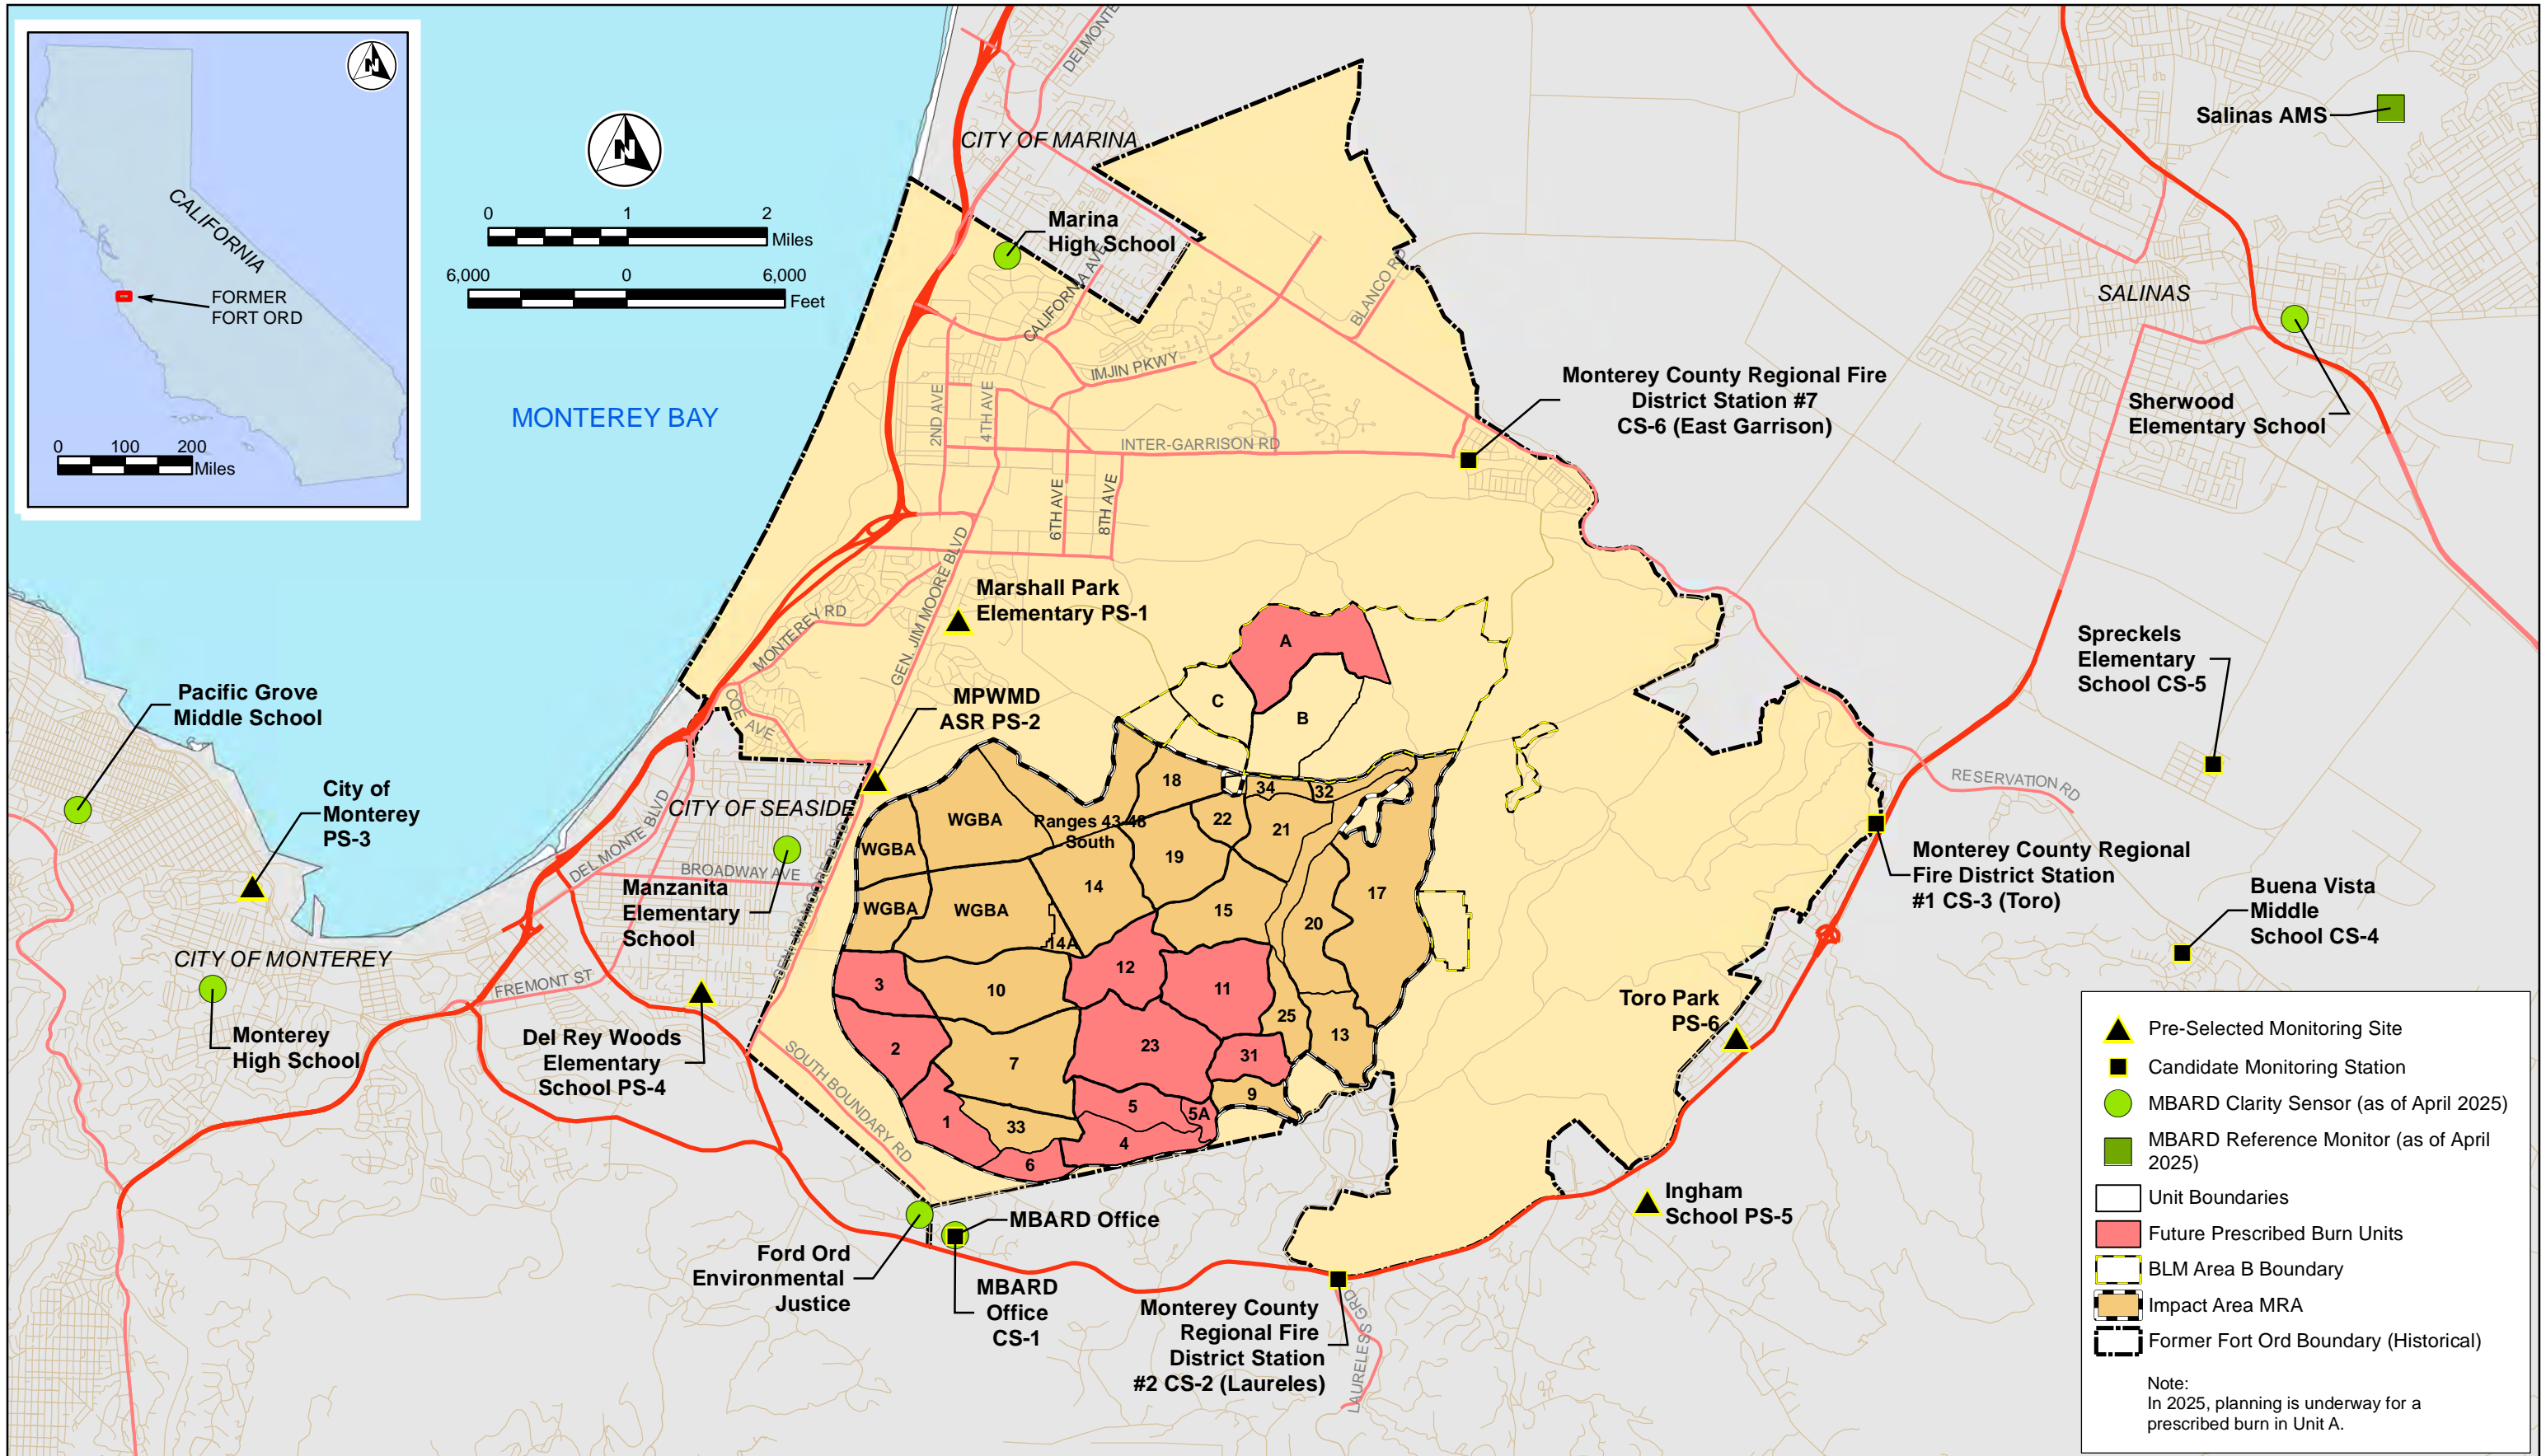 N
CALIFORNIA
FORMER
FORT ORD
0 100 200
Miles
N
0 1 2
Miles
6,000 0 6,000
Feet
MONTEREY BAY
DELMONTE
CITY OF MARINA
Marina
High School
CALIFORNIA AVE
BLANCO RD
IMJIN PKWY
2ND AVE
4TH AVE
INTER-GARRISON RD
6TH AVE
8TH AVE
GEN. JIM MOORE BLVD
MONTEREY RD
COE AVE
Salinas AMS
SALINAS
Sherwood
Elementary School
Monterey County Regional Fire
District Station #7
CS-6 (East Garrison)
Marshall Park
Elementary PS-1
MPWMD
ASR PS-2
Pacific Grove
Middle School
City of
Monterey
PS-3
CITY OF SEASIDE
DEL MONTE BLVD
BROADWAY AVE
Manzanita
Elementary
School
CITY OF MONTEREY
FREMONT ST
Monterey
High School
Del Rey Woods
Elementary
School PS-4
SOUTH BOUNDARY RD
A
C
B
18
34
32
WGBA
Ranges 43-48
South
22
21
WGBA
19
17
14
WGBA
WGBA
15
20
14A
12
3
10
11
25
13
2
7
23
31
9
5
5A
1
33
4
6
Spreckels
Elementary
School CS-5
RESERVATION RD
Monterey County Regional
Fire District Station
#1 CS-3 (Toro)
Buena Vista
Middle
School CS-4
Toro Park
PS-6
Ingham
School PS-5
MBARD Office
Ford Ord
Environmental
Justice
MBARD
Office
CS-1
Monterey County
Regional Fire
District Station
#2 CS-2 (Laureles)
LAURELESS GRD
Pre-Selected Monitoring Site
Candidate Monitoring Station
MBARD Clarity Sensor (as of April 2025)
MBARD Reference Monitor (as of April
2025)
Unit Boundaries
Future Prescribed Burn Units
BLM Area B Boundary
Impact Area MRA
Former Fort Ord Boundary (Historical)
Note:
In 2025, planning is underway for a
prescribed burn in Unit A.